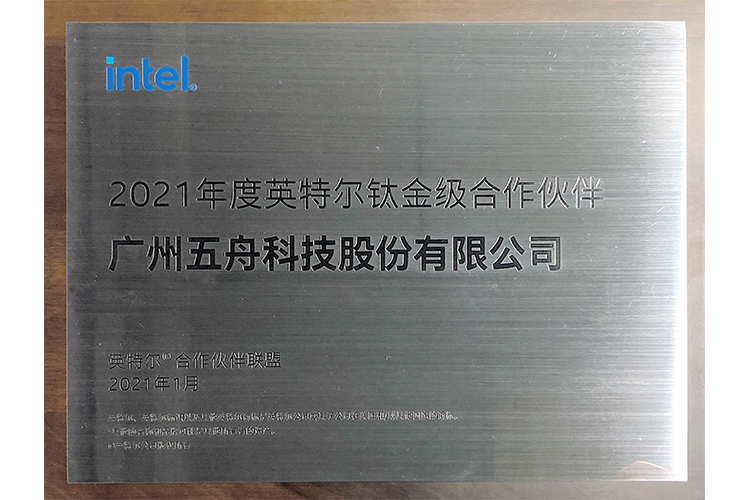 intel.
2021年度英特尔钛金级合作伙伴
广州五舟科技股份有限公司
英特尔® 合作伙伴联盟
2021年1月